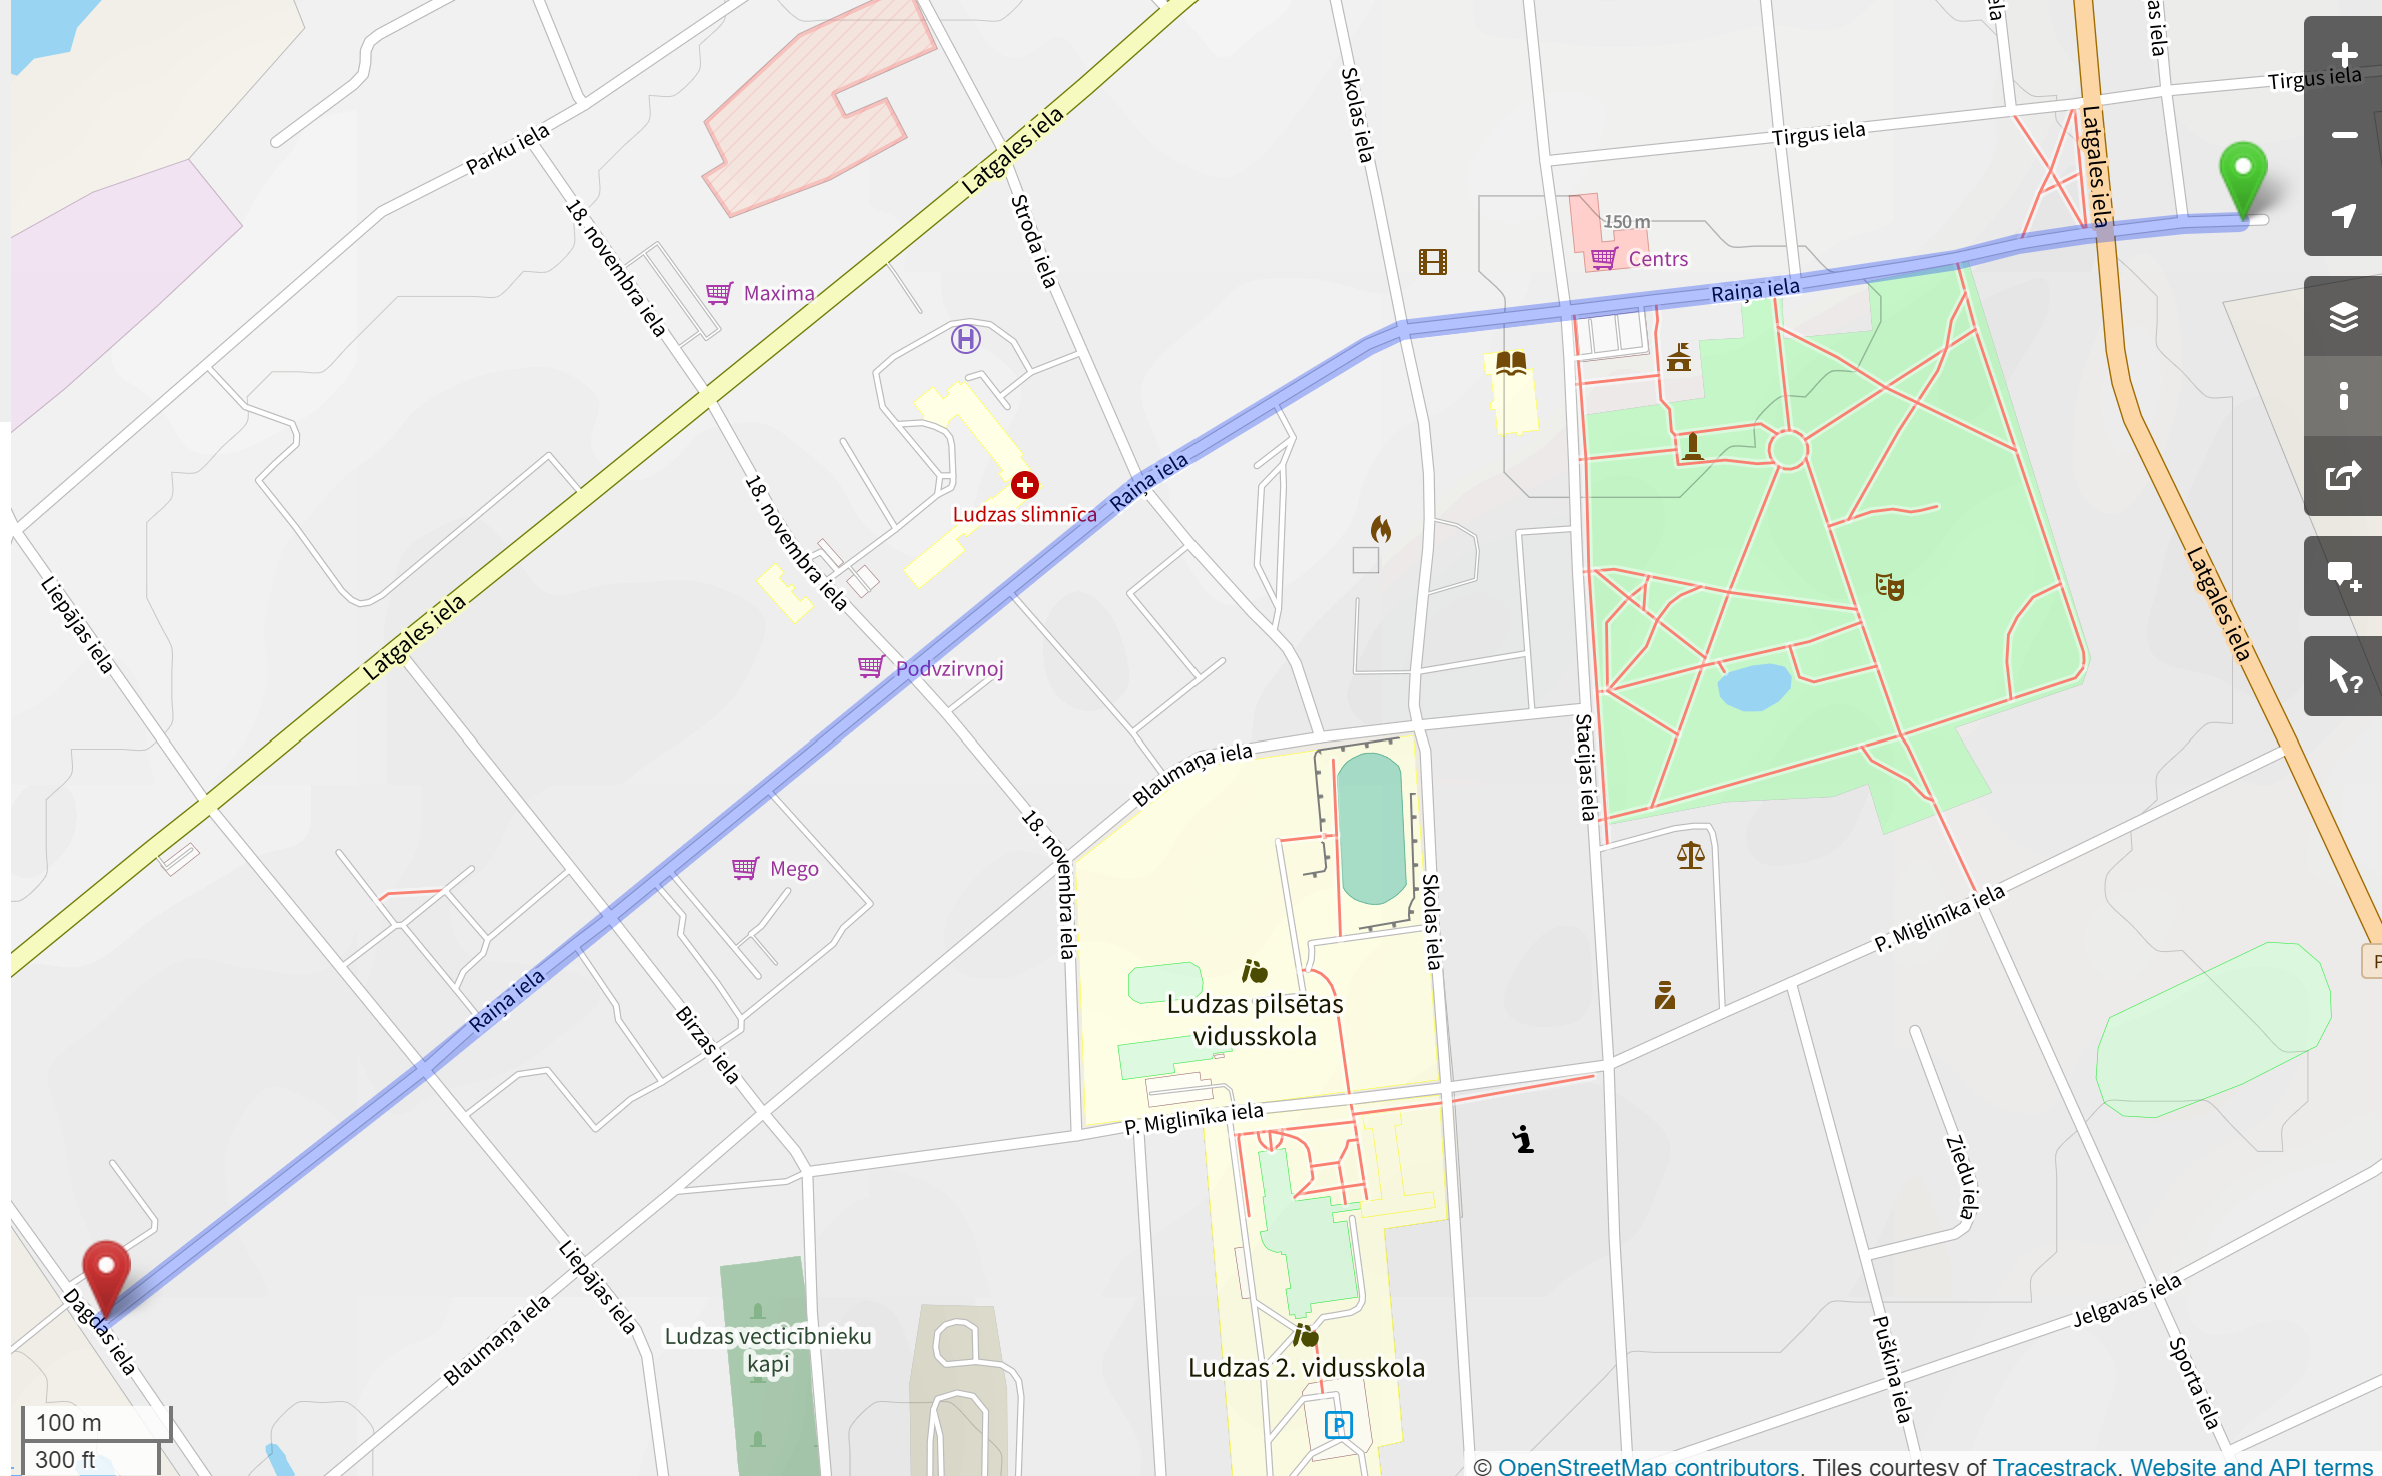 Tirgus iela
as iela
ela
Latgales iela
Tirgus iela
Skolas iela
Parku iela
Latgales iela
18. novembra iela
Stroda iela
150 m
Centrs
Maxima
Raiņa iela
18. novembra iela
Raiņa iela
Ludzas slimnīca
Latgales iela
Liepājas iela
Latgales iela
Podvzirvnoj
Stacijas iela
Blaumaņa iela
18. novembra iela
Mego
Skolas iela
P. Miglinīka iela
P
Raiņa iela
Birzas iela
Ludzas pilsētas
vidusskola
P. Miglinīka iela
Ziedu iela
Liepājas iela
Dagdas iela
Blaumaņa iela
Ludzas vecticībnieku
kapi
Ludzas 2. vidusskola
P
Jelgavas iela
Puškina iela
Sporta iela
H
?
100 m
300 ft
© OpenStreetMap contributors. Tiles courtesy of Tracestrack. Website and API terms